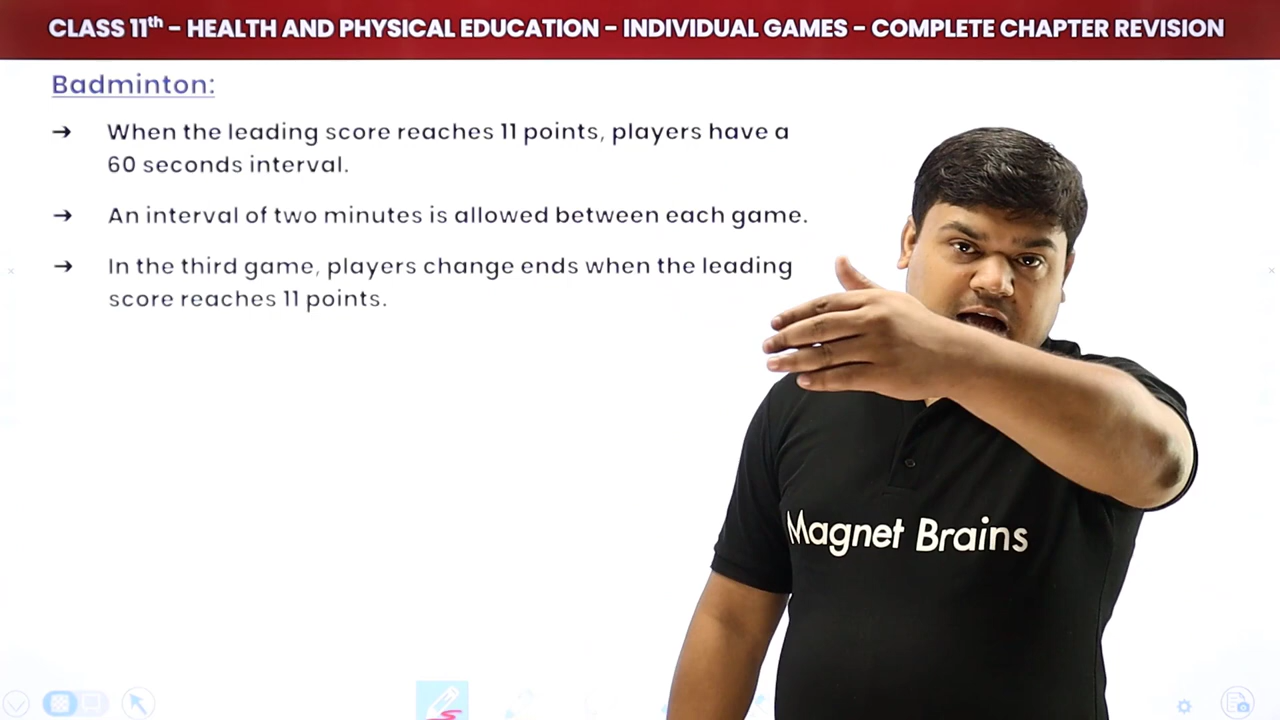 CLASS 11th – HEALTH AND PHYSICAL EDUCATION – INDIVIDUAL GAMES – COMPLETE CHAPTER REVISION
Badminton:
→ When the leading score reaches 11 points, players have a
60 seconds interval.
→ An interval of two minutes is allowed between each game.
→ In the third game, players change ends when the leading
score reaches 11 points.
Magnet Brains